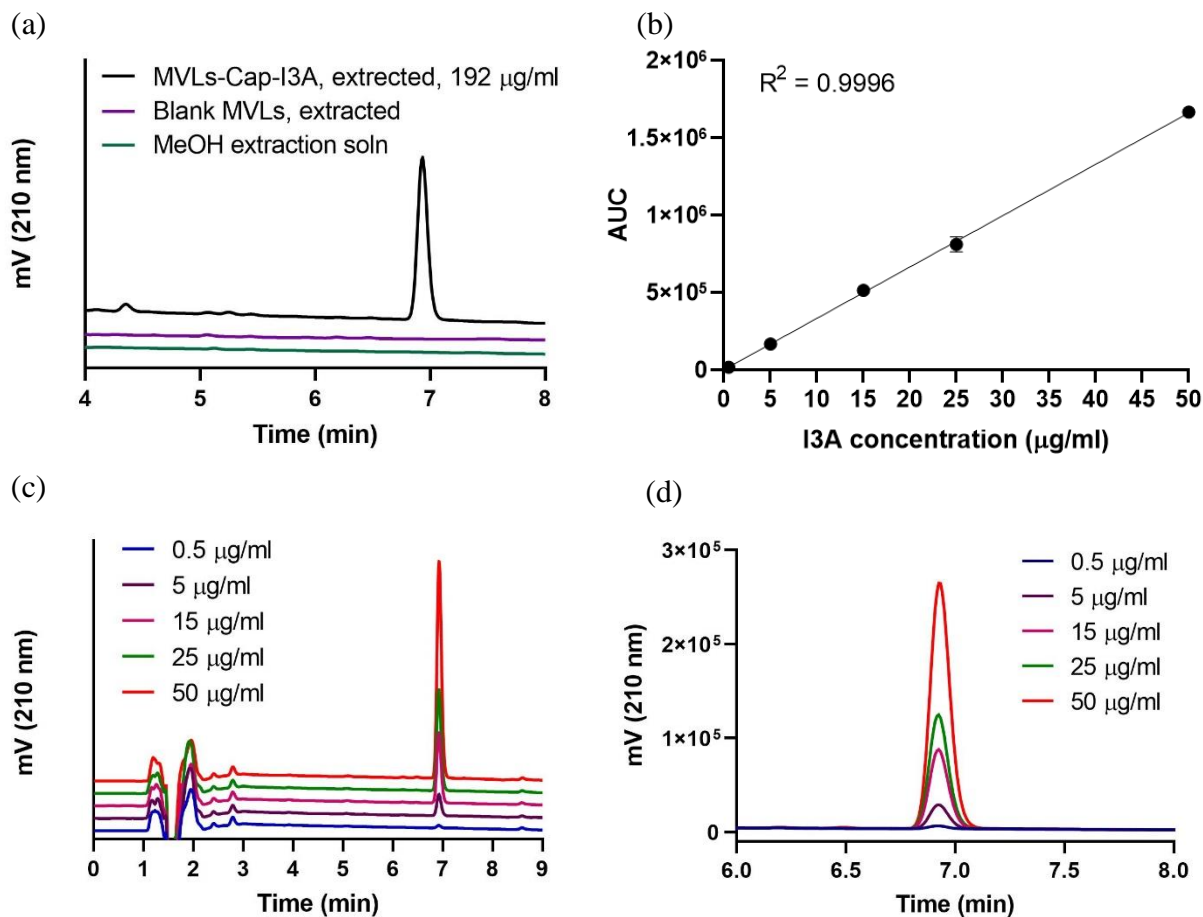 (a)
MVLs-Cap-I3A, extrected, 192 μg/ml
Blank MVLs, extracted
MeOH extraction soln
mV (210 nm)
4 5 6 7 8
Time (min)
(b)
R² = 0.9996
AUC
2×10⁶
1.5×10⁶
1×10⁶
5×10⁵
0
0 5 10 15 20 25 30 35 40 45 50
I3A concentration (μg/ml)
(c)
0.5 μg/ml
5 μg/ml
15 μg/ml
25 μg/ml
50 μg/ml
mV (210 nm)
0 1 2 3 4 5 6 7 8 9
Time (min)
(d)
3×10⁵
2×10⁵
1×10⁵
0
mV (210 nm)
0.5 μg/ml
5 μg/ml
15 μg/ml
25 μg/ml
50 μg/ml
6.0 6.5 7.0 7.5 8.0
Time (min)